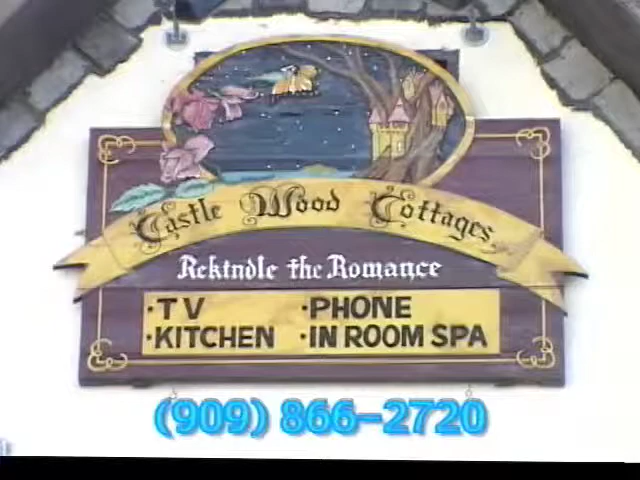 Castle Wood Cottages
Rekindle the Romance
·TV ·PHONE
·KITCHEN ·IN ROOM SPA
(909) 866-2720